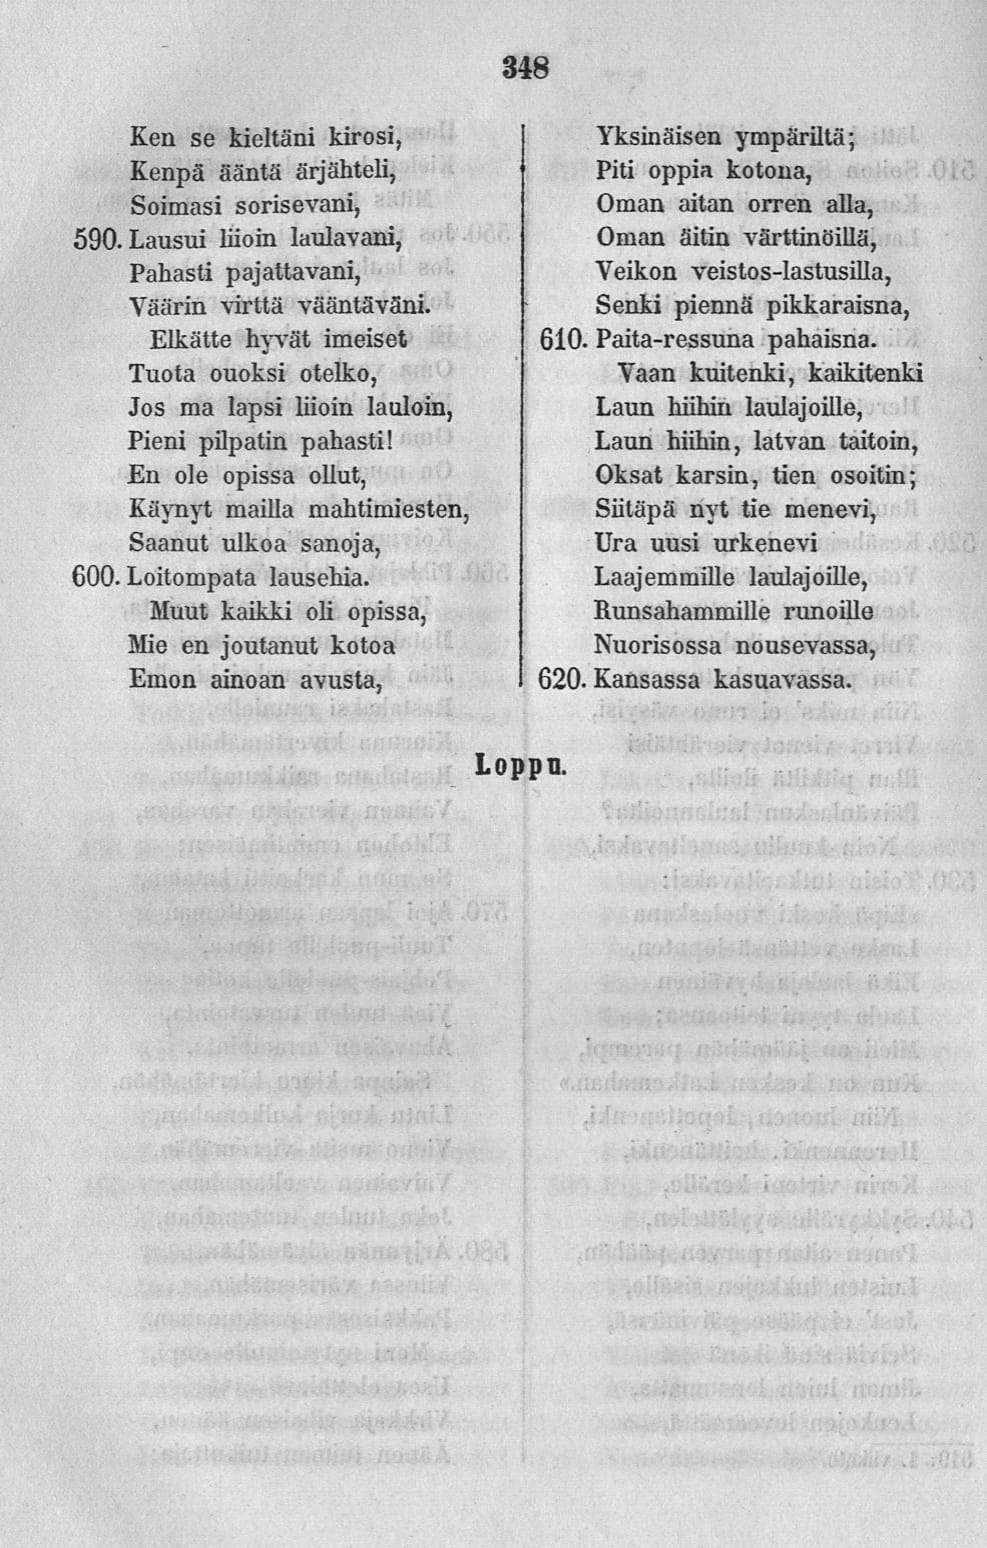 348
Ken se kieltäni kirosi,
Kenpä ääntä ärjähteli,
Soimasi sorisevani,
590. Lausui liioin laulavani,
Pahasti pajattavani,
Väärin virttä vääntäväni.
Elkätte hyvät imeiset
Tuota ouoksi otelko,
Jos ma lapsi liioin lauloin,
Pieni pilpatin pahasti!
En ole opissa ollut,
Käynyt mailla mahtimiesten,
Saanut ulkoa sanoja,
600. Loitompata lausehia.
Muut kaikki oli opissa,
Mie en joutanut kotoa
Emon ainoan avusta,
Yksinäisen ympäriltä;
Piti oppia kotona,
Oman aitan orren alla,
Oman äitin värttinöillä,
Veikon veistos-lastusilla,
Senki piennä pikkaraisna,
610. Paita-ressuna pahaisna.
Vaan kuitenki, kaikitenki
Laun hiihin laulajoille,
Laun hiihin, latvan taitoin,
Oksat karsin, tien osoitin;
Siitäpä nyt tie menevi,
Ura uusi urkenevi
Laajemmille laulajoille,
Runsahammille runoille
Nuorisossa nousevassa,
620. Kansassa kasuavassa.
Loppu.